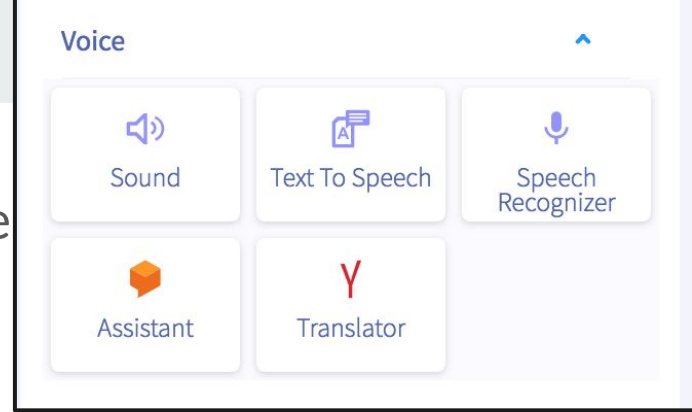 Voice
Sound
Text To Speech
Speech
Recognizer
e
A
Assistant
Y
Translator